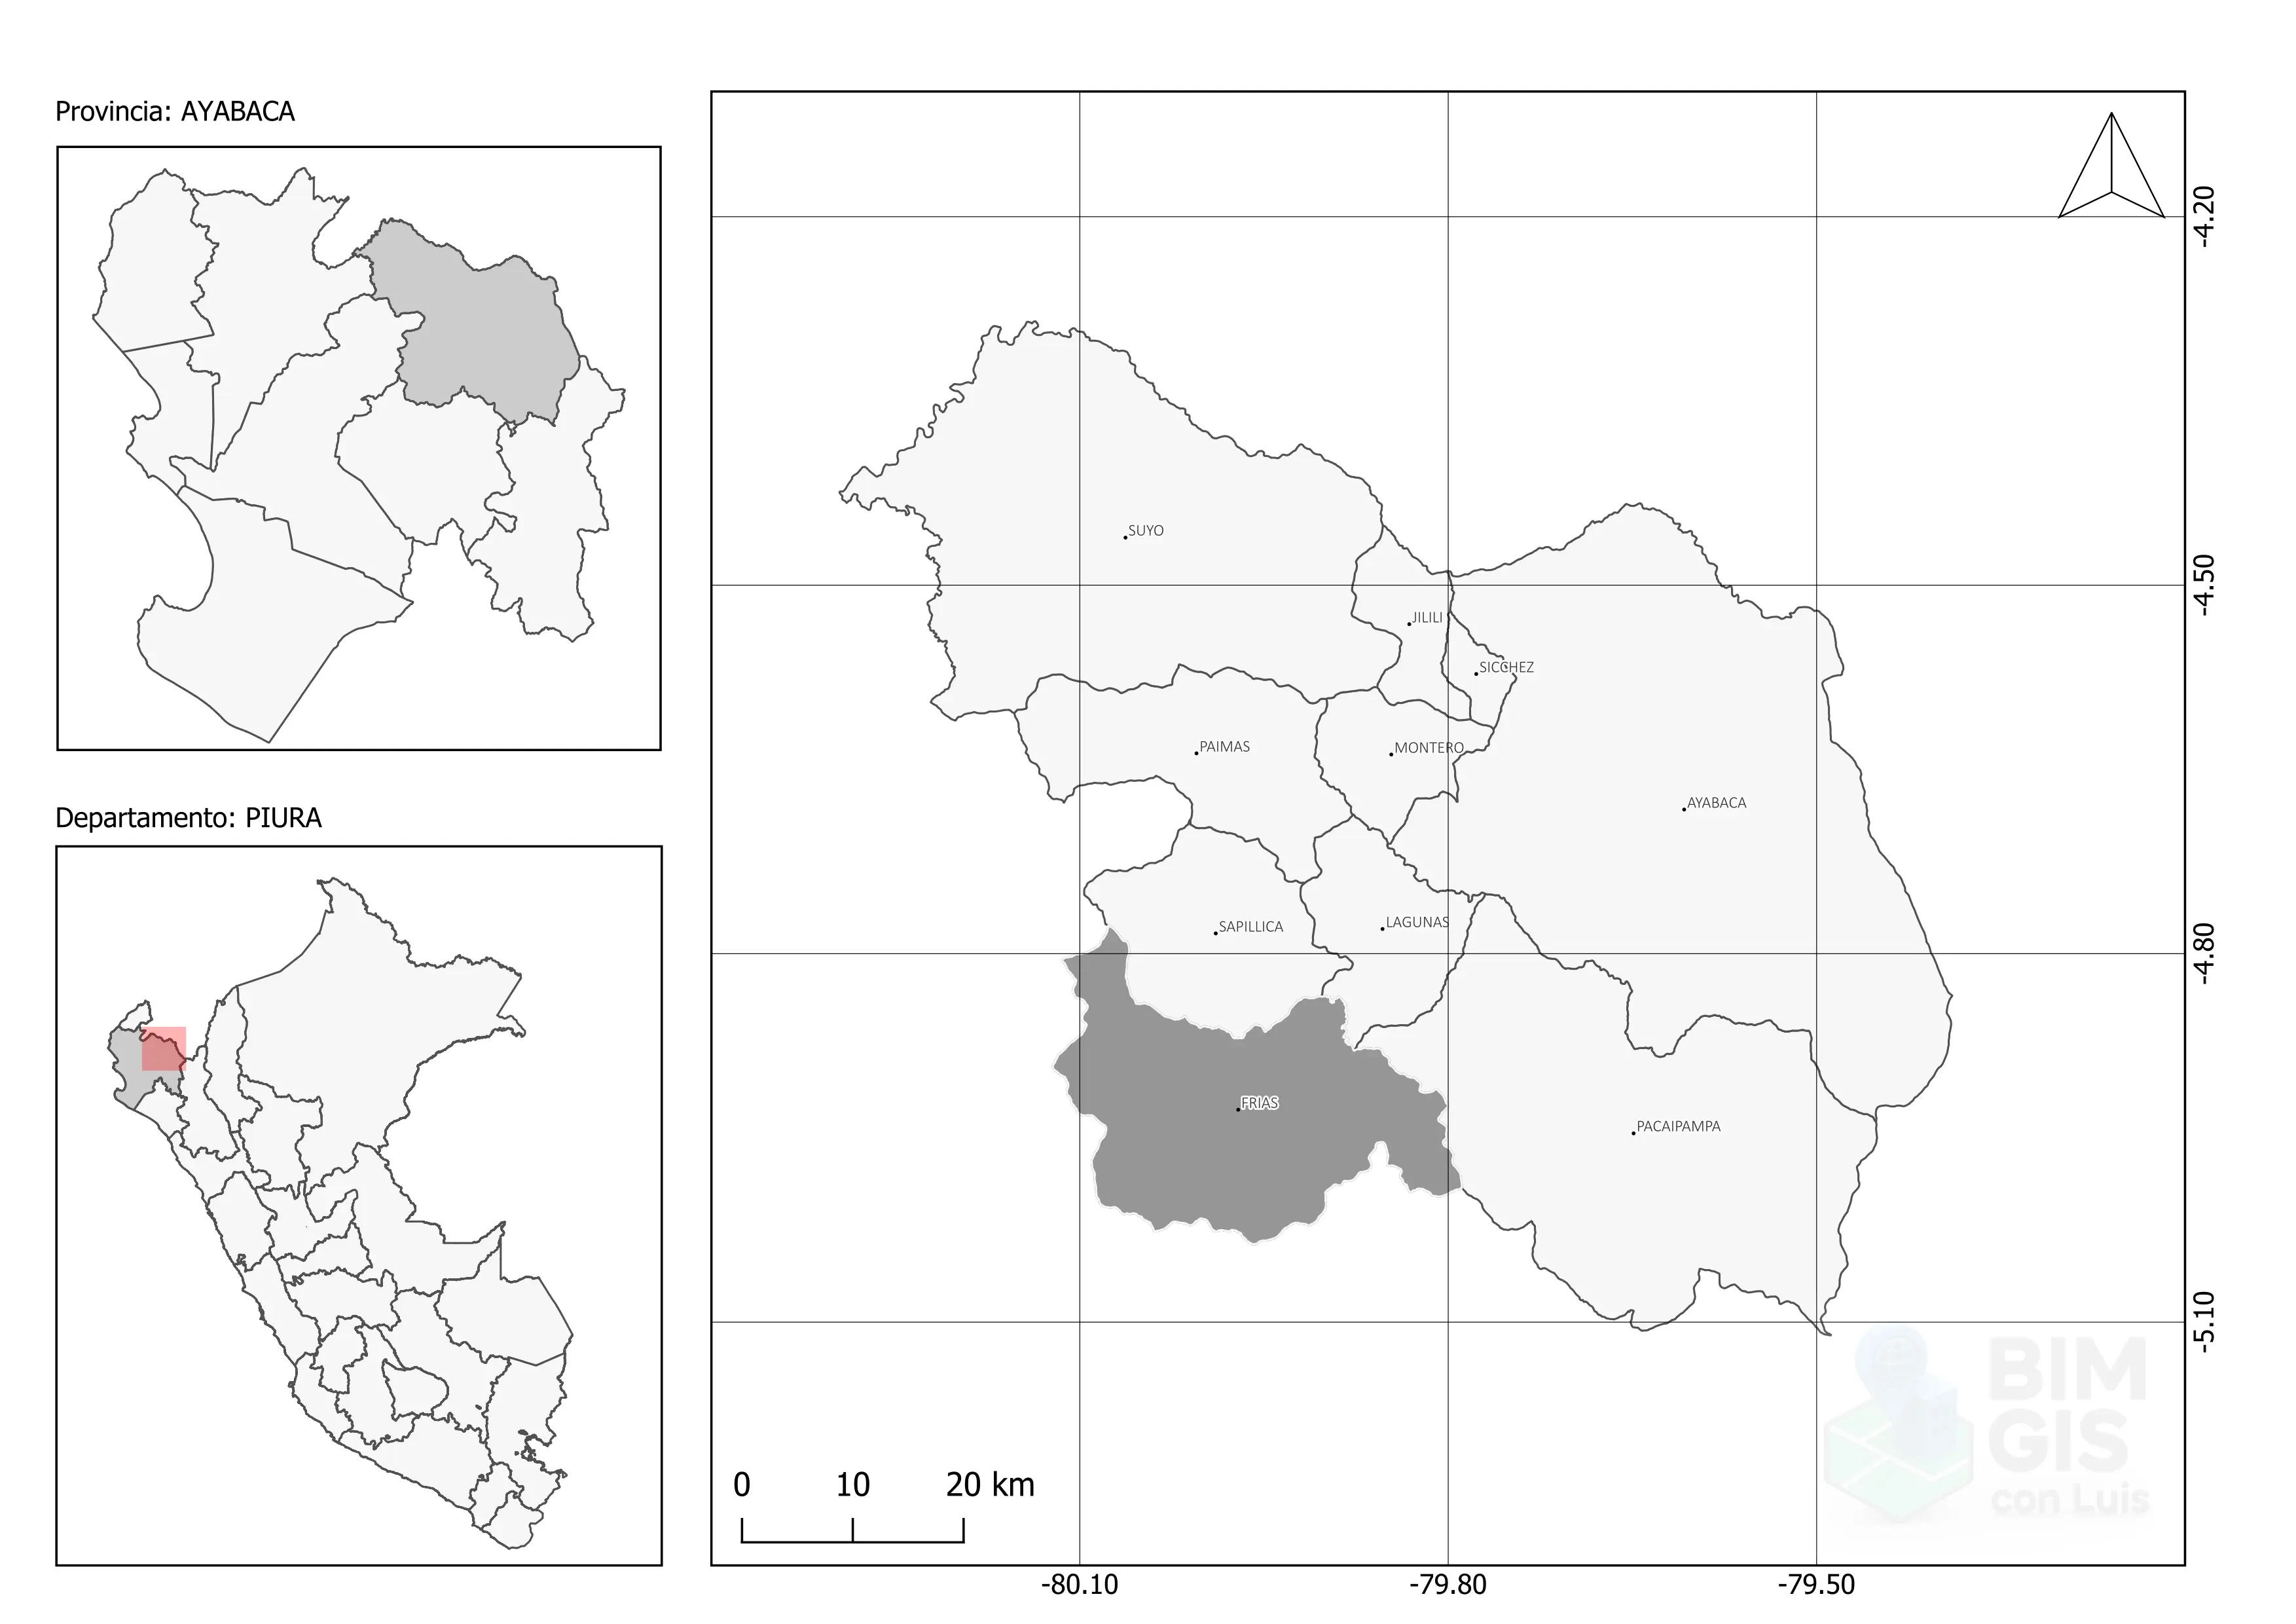 Provincia: AYABACA
Departamento: PIURA
SUYO
JILILI
SICCHEZ
PAIMAS
MONTERO
AYABACA
SAPILLICA
LAGUNAS
FRIAS
PACAIPAMPA
-4.20
-4.50
-4.80
-5.10
BIM
GIS
con Luis
0 10 20 km
-80.10 -79.80 -79.50